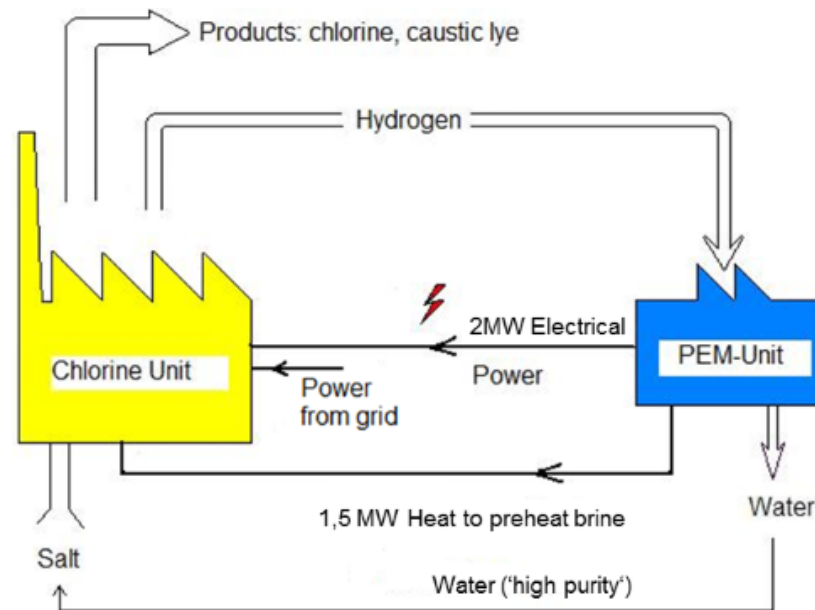 Products: chlorine, caustic lye
Hydrogen
2MW Electrical
Chlorine Unit
PEM-Unit
Power
Power
from grid
Water
1,5 MW Heat to preheat brine
Salt
Water (‘high purity‘)